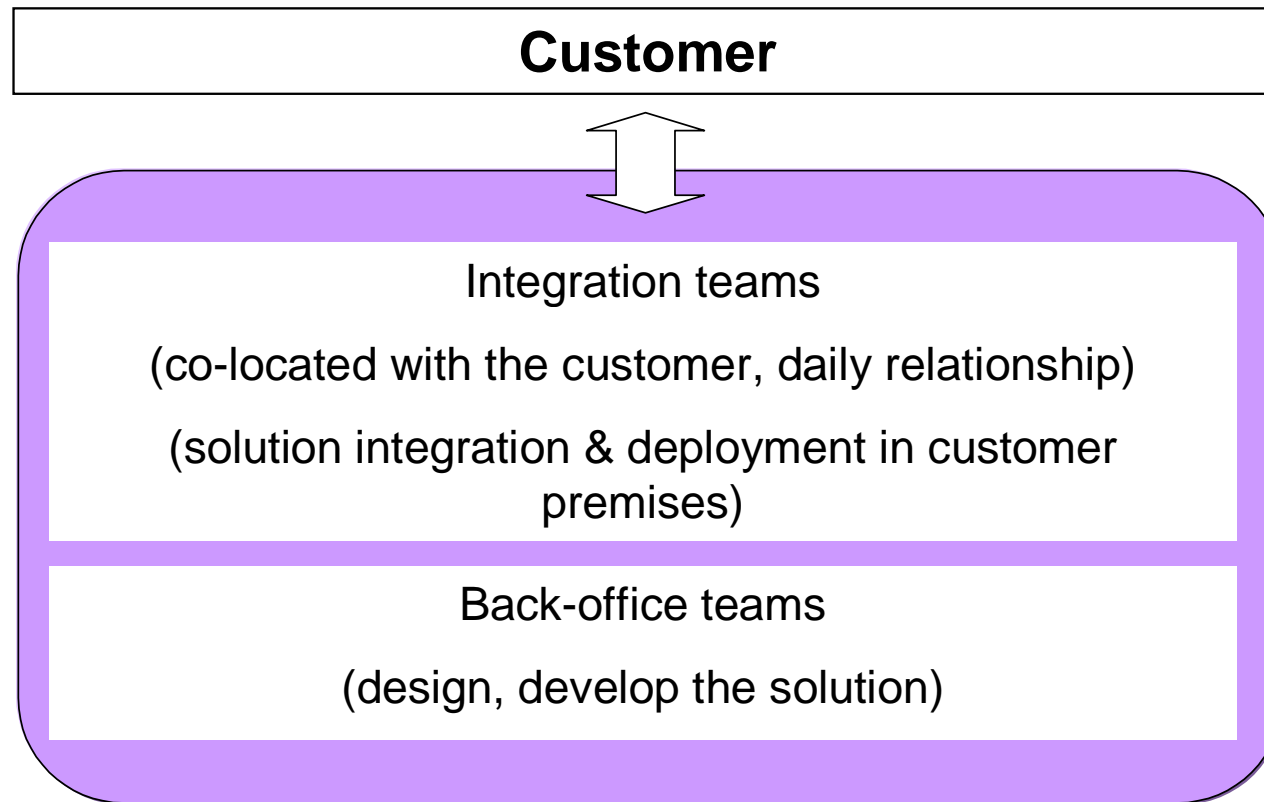 Customer
Integration teams
(co-located with the customer, daily relationship)
(solution integration & deployment in customer
premises)
Back-office teams
(design, develop the solution)